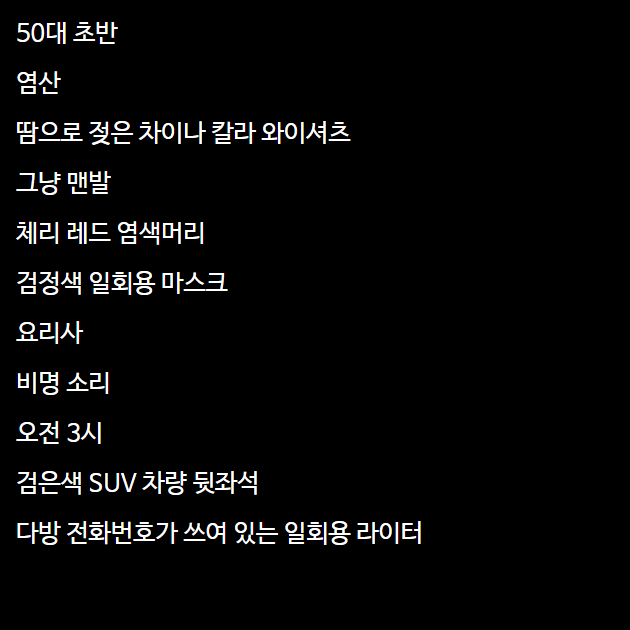 50대 초반
염산
땀으로 젖은 차이나 칼라 와이셔츠
그냥 맨발
체리 레드 염색머리
검정색 일회용 마스크
요리사
비명 소리
오전 3시
검은색 SUV 차량 뒷좌석
다방 전화번호가 쓰여 있는 일회용 라이터